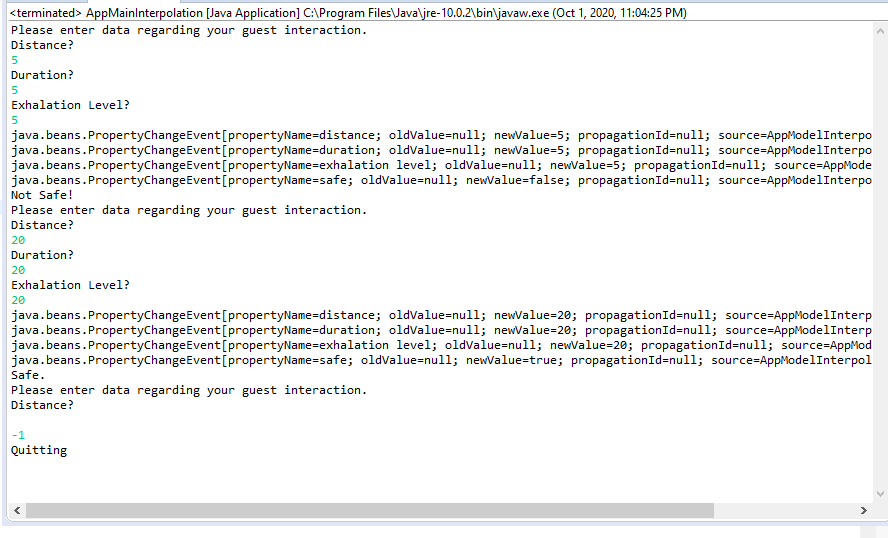 <terminated> AppMainInterpolation [Java Application] C:\Program Files\Java\jre-10.0.2\bin\javaw.exe (Oct 1, 2020, 11:04:25 PM)
Please enter data regarding your guest interaction.
Distance?
5
Duration?
5
Exhalation Level?
5
java.beans.PropertyChangeEvent[propertyName=distance; oldValue=null; newValue=5; propagationId=null; source=AppModelInterpo
java.beans.PropertyChangeEvent[propertyName=duration; oldValue=null; newValue=5; propagationId=null; source=AppModelInterpo
java.beans.PropertyChangeEvent[propertyName=exhalation level; oldValue=null; newValue=5; propagationId=null; source=AppMode
java.beans.PropertyChangeEvent[propertyName=safe; oldValue=null; newValue=false; propagationId=null; source=AppModelInterpo
Not Safe!
Please enter data regarding your guest interaction.
Distance?
20
Duration?
20
Exhalation Level?
20
java.beans.PropertyChangeEvent[propertyName=distance; oldValue=null; newValue=20; propagationId=null; source=AppModelInterp
java.beans.PropertyChangeEvent[propertyName=duration; oldValue=null; newValue=20; propagationId=null; source=AppModelInterp
java.beans.PropertyChangeEvent[propertyName=exhalation level; oldValue=null; newValue=20; propagationId=null; source=AppMod
java.beans.PropertyChangeEvent[propertyName=safe; oldValue=null; newValue=true; propagationId=null; source=AppModelInterpol
Safe.
Please enter data regarding your guest interaction.
Distance?
-1
Quitting